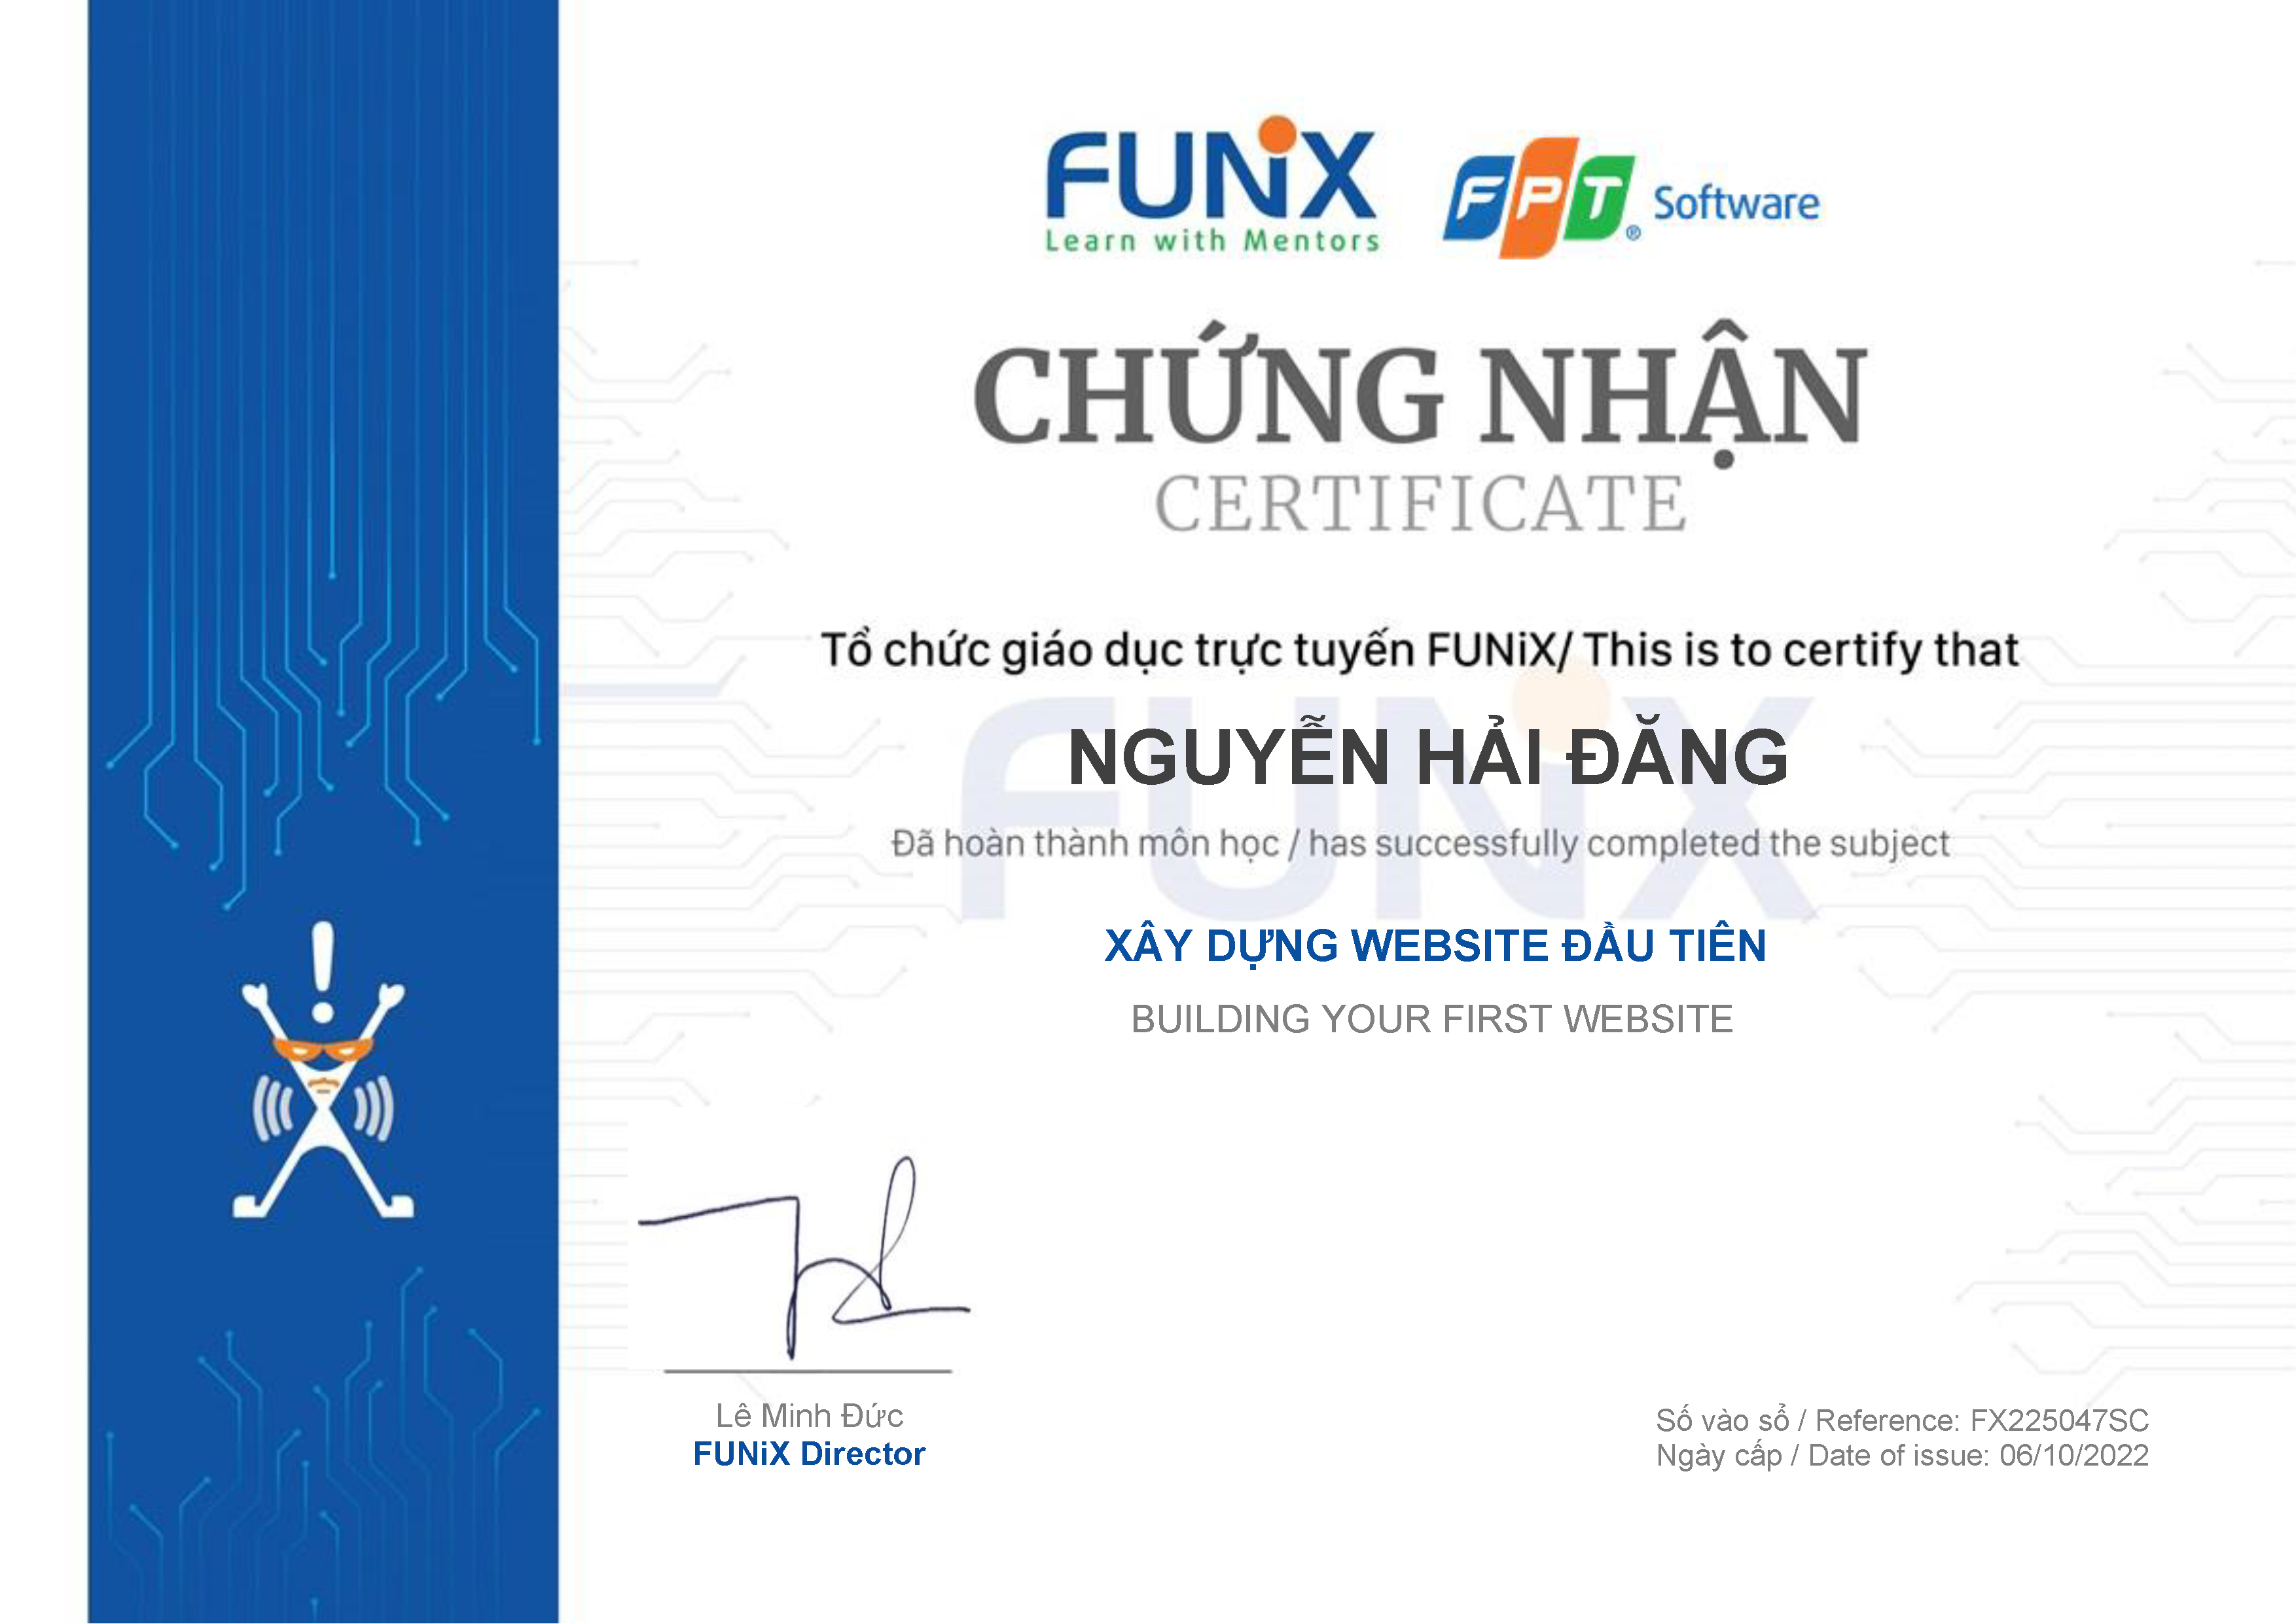 FUNiX
Learn with Mentors
FPT® Software
CHỨNG NHẬN
CERTIFICATE
Tổ chức giáo dục trực tuyến FUNiX/ This is to certify that
FUNiX
NGUYỄN HẢI ĐĂNG
Đã hoàn thành môn học / has successfully completed the subject
XÂY DỰNG WEBSITE ĐẦU TIÊN
BUILDING YOUR FIRST WEBSITE
Lê Minh Đức
FUNiX Director
Số vào sổ / Reference: FX225047SC
Ngày cấp / Date of issue: 06/10/2022